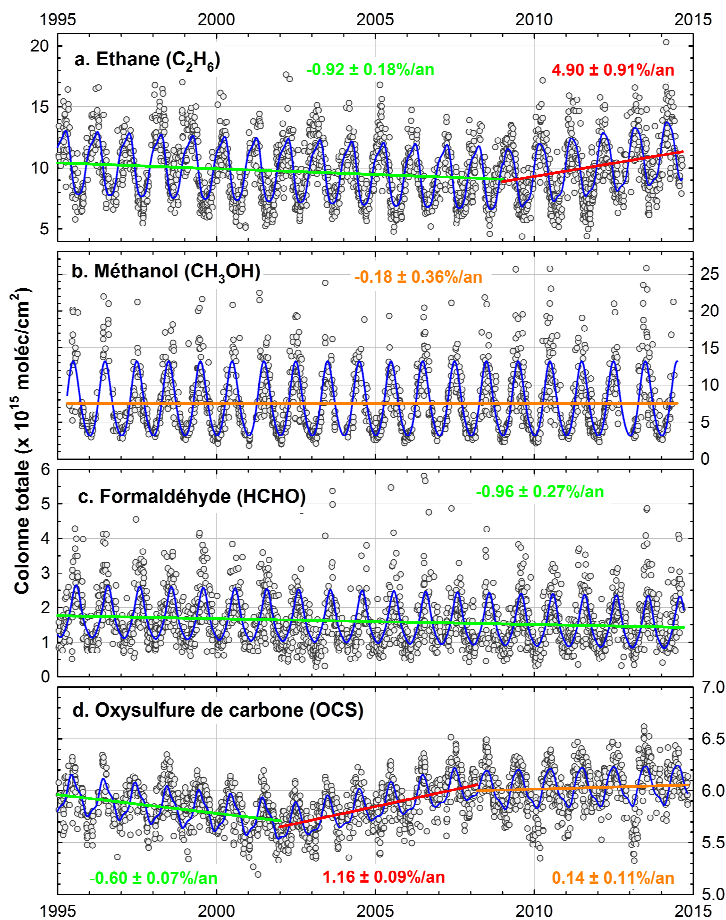 1995 2000 2005 2010 2015
a. Ethane (C₂H₆)
-0.92 ± 0.18%/an
4.90 ± 0.91%/an
20
15
10
5
b. Méthanol (CH₃OH)
-0.18 ± 0.36%/an
25
20
15
10
5
0
Colonne totale (x 10¹⁵ moléc/cm²)
c. Formaldéhyde (HCHO)
-0.96 ± 0.27%/an
6
5
4
3
2
1
0
d. Oxysulfure de carbone (OCS)
7.0
6.5
6.0
5.5
5.0
-0.60 ± 0.07%/an
1.16 ± 0.09%/an
0.14 ± 0.11%/an
1995 2000 2005 2010 2015